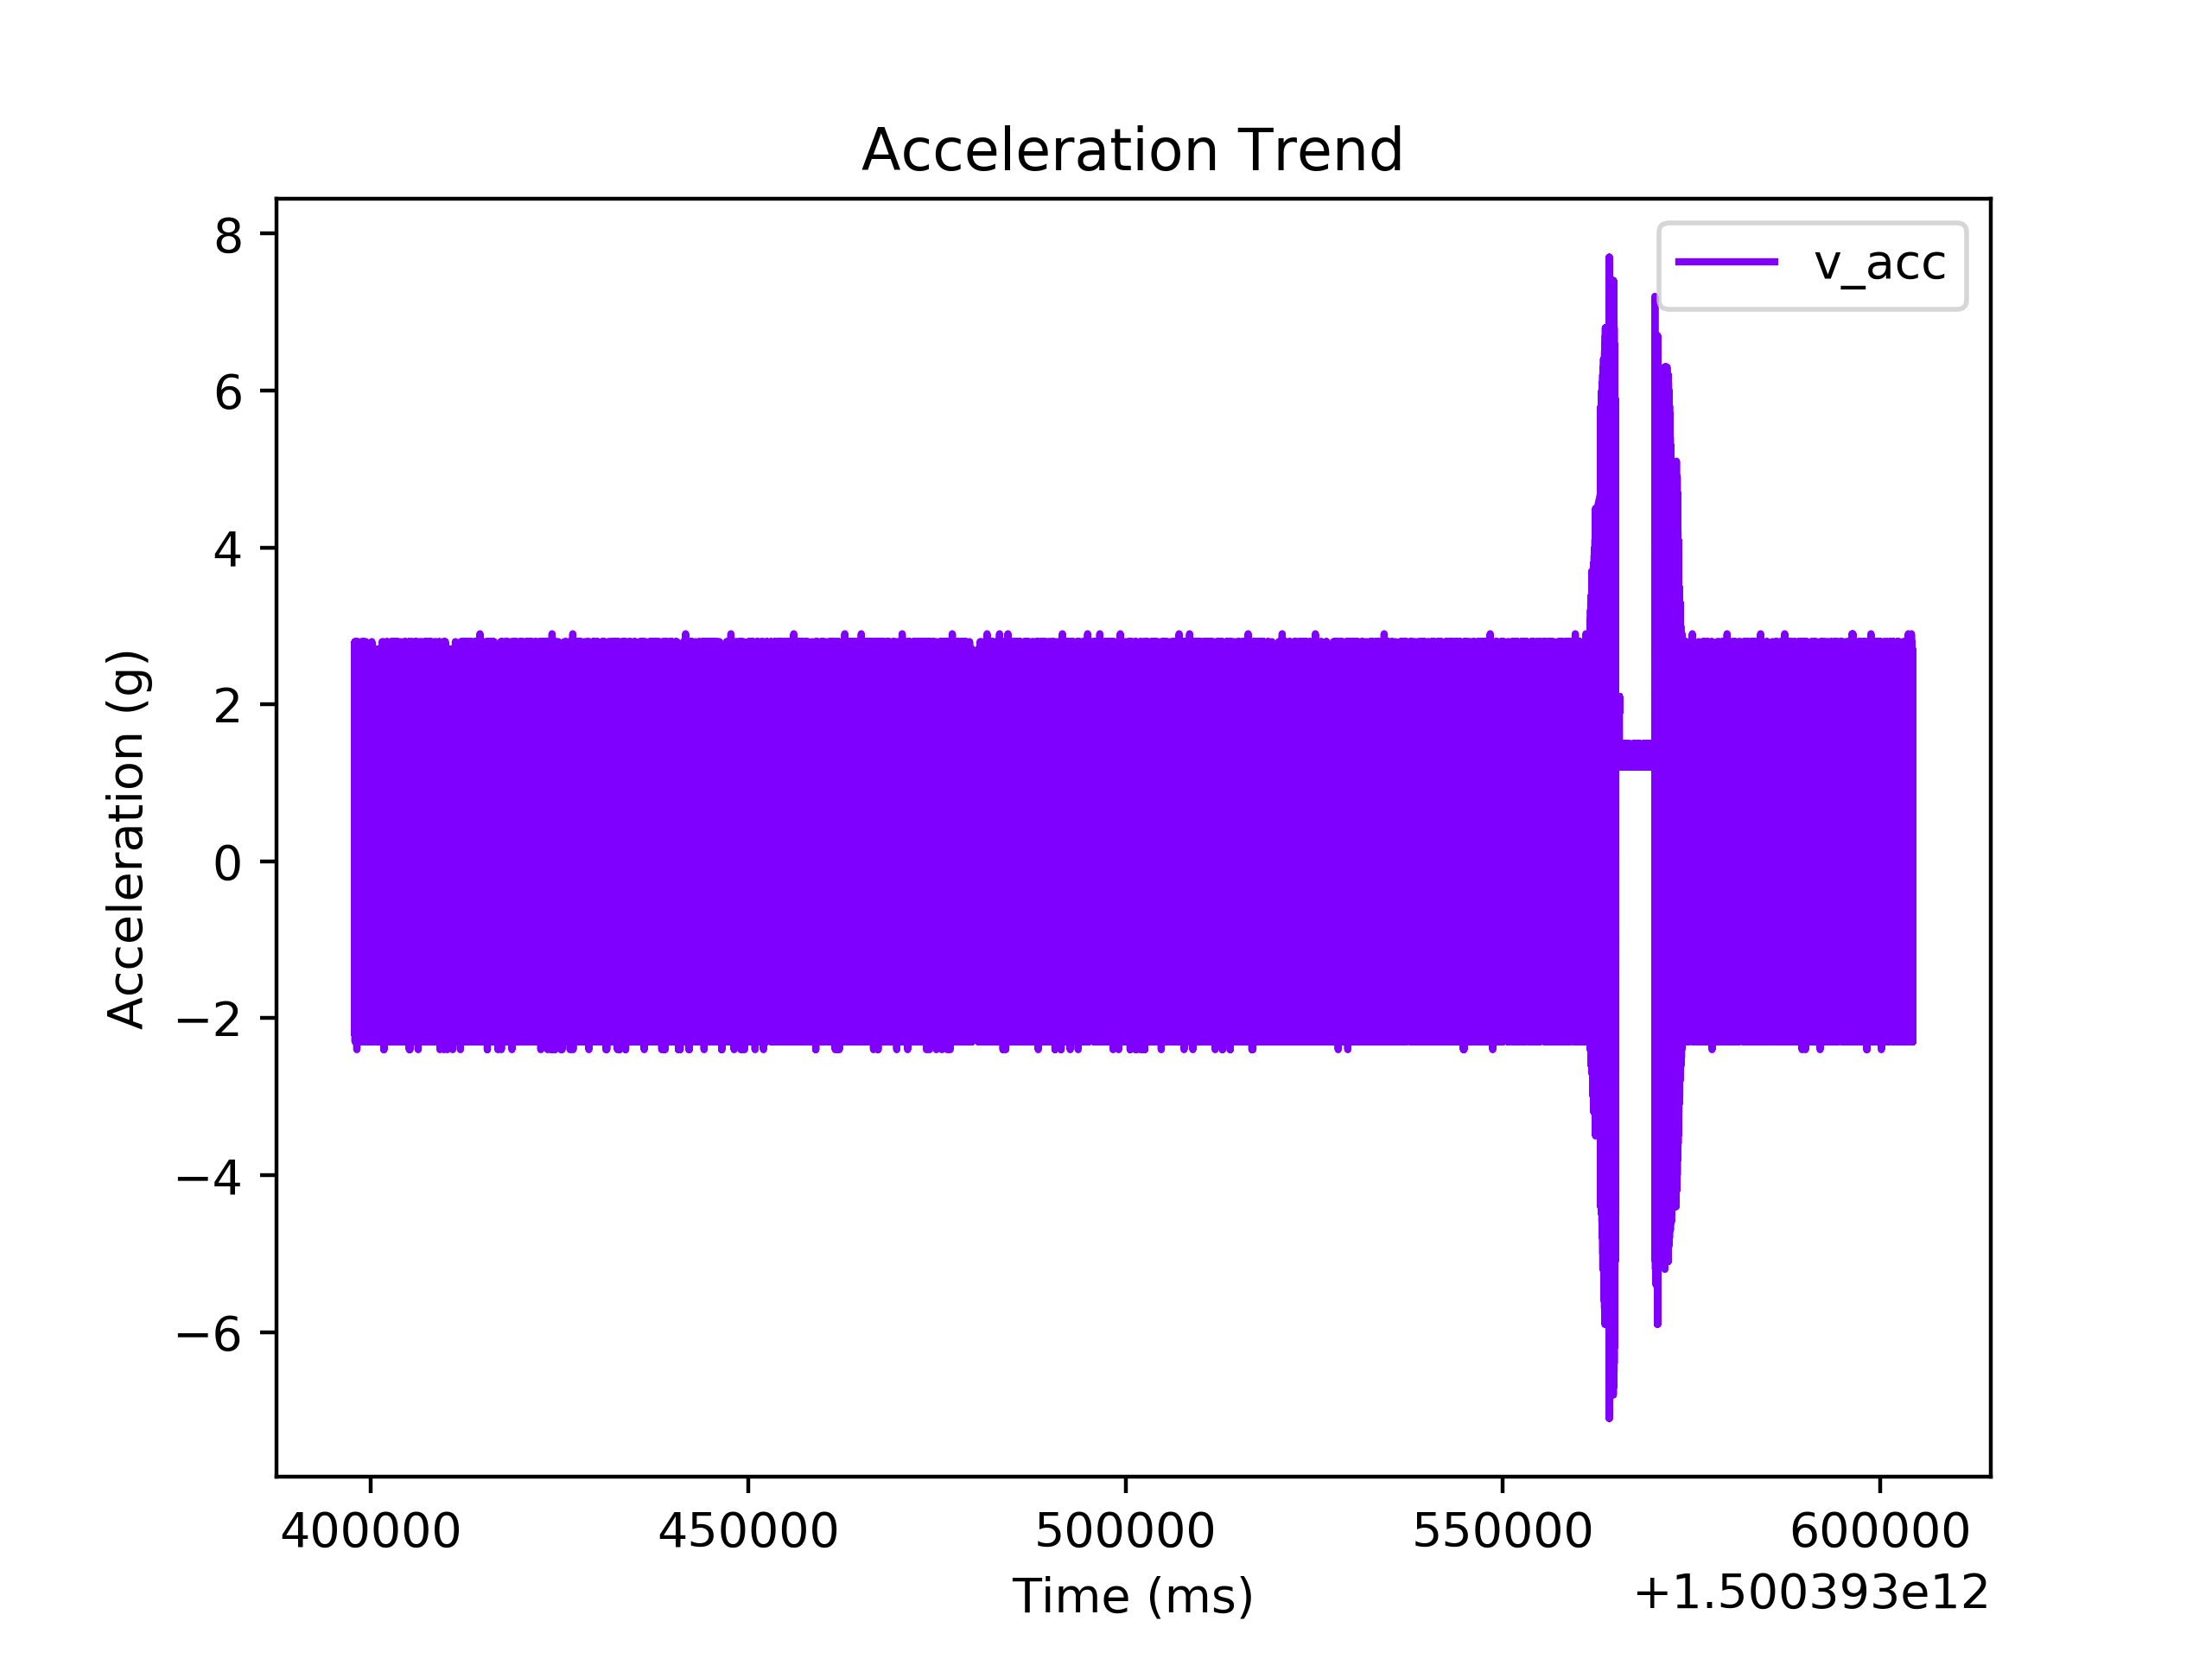 Acceleration Trend
v_acc
8
6
4
2
0
−2
−4
−6
Acceleration (g)
400000 450000 500000 550000 600000
Time (ms)
+1.500393e12